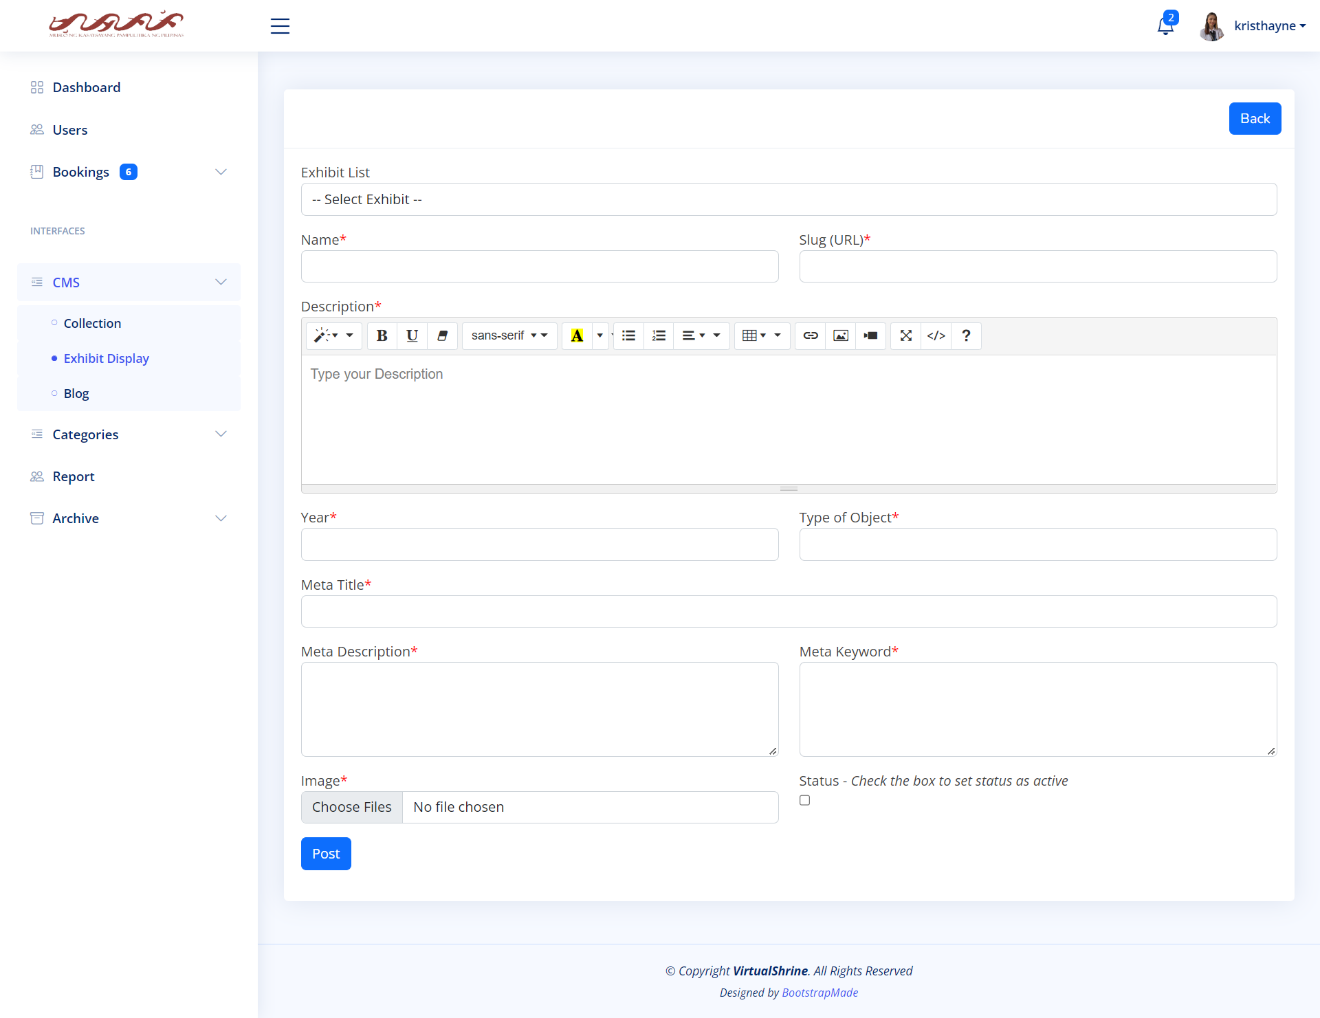 2
kristhayne
Dashboard
Users
Bookings 6
INTERFACES
CMS
Collection
Exhibit Display
Blog
Categories
Report
Archive
Back
Exhibit List
-- Select Exhibit --
Name*
Slug (URL)*
Description*
B U sans-serif A </> ?
Type your Description
Year*
Type of Object*
Meta Title*
Meta Description*
Meta Keyword*
Image*
Status - Check the box to set status as active
Choose Files No file chosen
Post
© Copyright VirtualShrine. All Rights Reserved
Designed by BootstrapMade